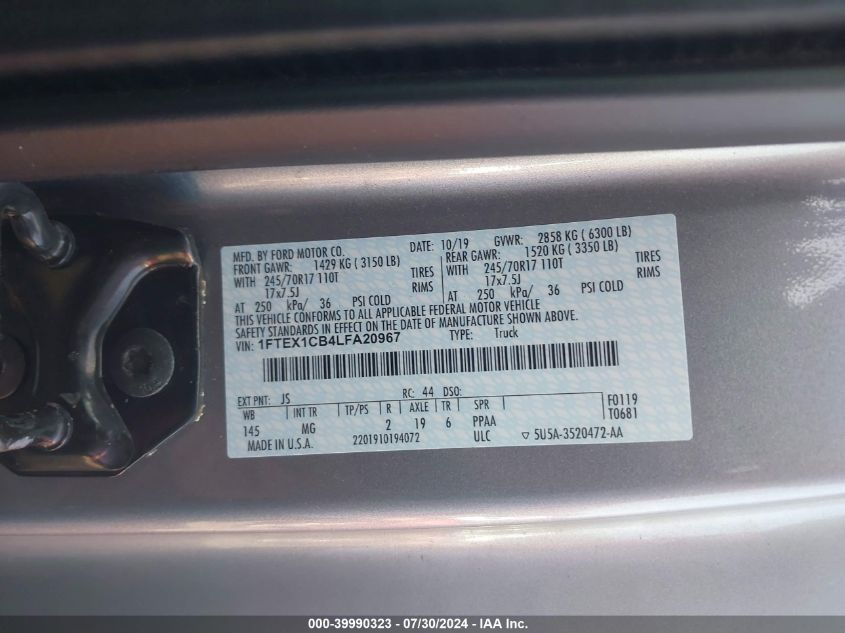 MFD. BY FORD MOTOR CO. DATE: 10/19 GVWR: 2858 KG ( 6300 LB)
FRONT GAWR: 1429 KG ( 3150 LB) REAR GAWR: 1520 KG ( 3350 LB)
WITH 245/70R17 110T TIRES WITH 245/70R17 110T TIRES
17x7.5J RIMS 17x7.5J RIMS
AT 250 kPa/ 36 PSI COLD AT 250 kPa/ 36 PSI COLD
THIS VEHICLE CONFORMS TO ALL APPLICABLE FEDERAL MOTOR VEHICLE
SAFETY STANDARDS IN EFFECT ON THE DATE OF MANUFACTURE SHOWN ABOVE.
VIN: 1FTEX1CB4LFA20967 TYPE: Truck
EXT PNT: JS RC: 44 DSO:
WB INT TR TP/PS R AXLE TR SPR F0119
145 MG 2 19 6 PPAA T0681
MADE IN U.S.A. 2201910194072 ULC ▽ 5U5A-3520472-AA
000-39990323 - 07/30/2024 - IAA Inc.